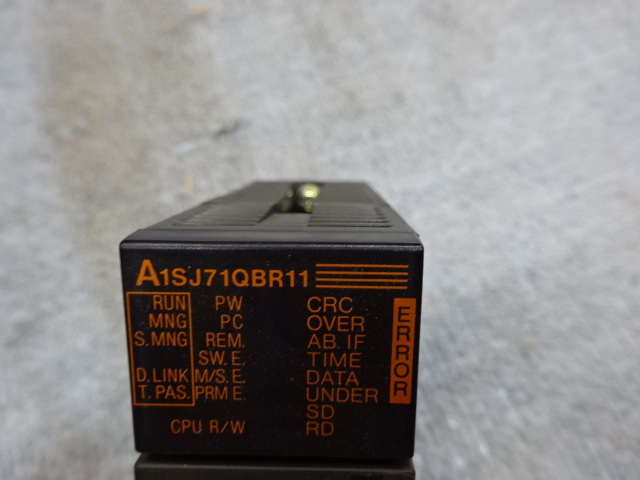 A1SJ71QBR11
RUN PW CRC
MNG PC OVER
S.MNG REM. AB.IF
SW.E. TIME
D.LINK M/S.E. DATA
T.PAS. PRM E. UNDER
SD
CPU R/W RD
ERROR